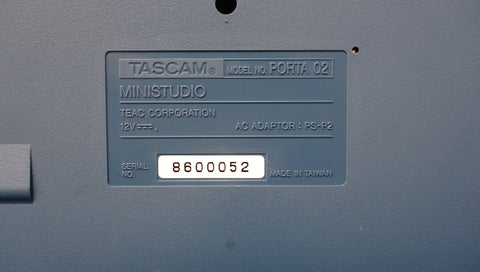 TASCAM® MODEL NO. PORTA 02
MINISTUDIO
TEAC CORPORATION
12V⎓, AC ADAPTOR : PS-P2
SERIAL NO. 8600052 MADE IN TAIWAN